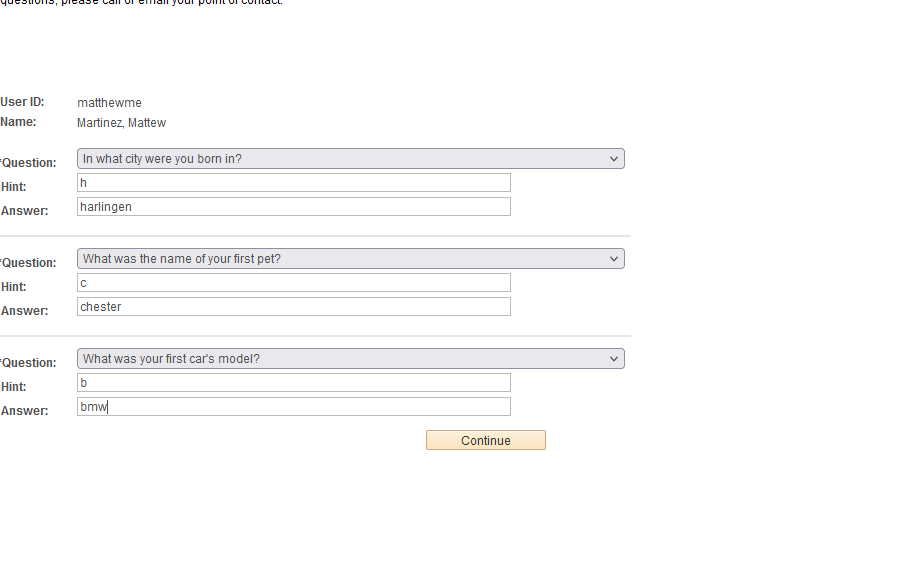 questions, please call or email your point of contact.
User ID: matthewme
Name: Martinez, Mattew
*Question: In what city were you born in?
Hint: h
Answer: harlingen
*Question: What was the name of your first pet?
Hint: c
Answer: chester
*Question: What was your first car's model?
Hint: b
Answer: bmw
Continue